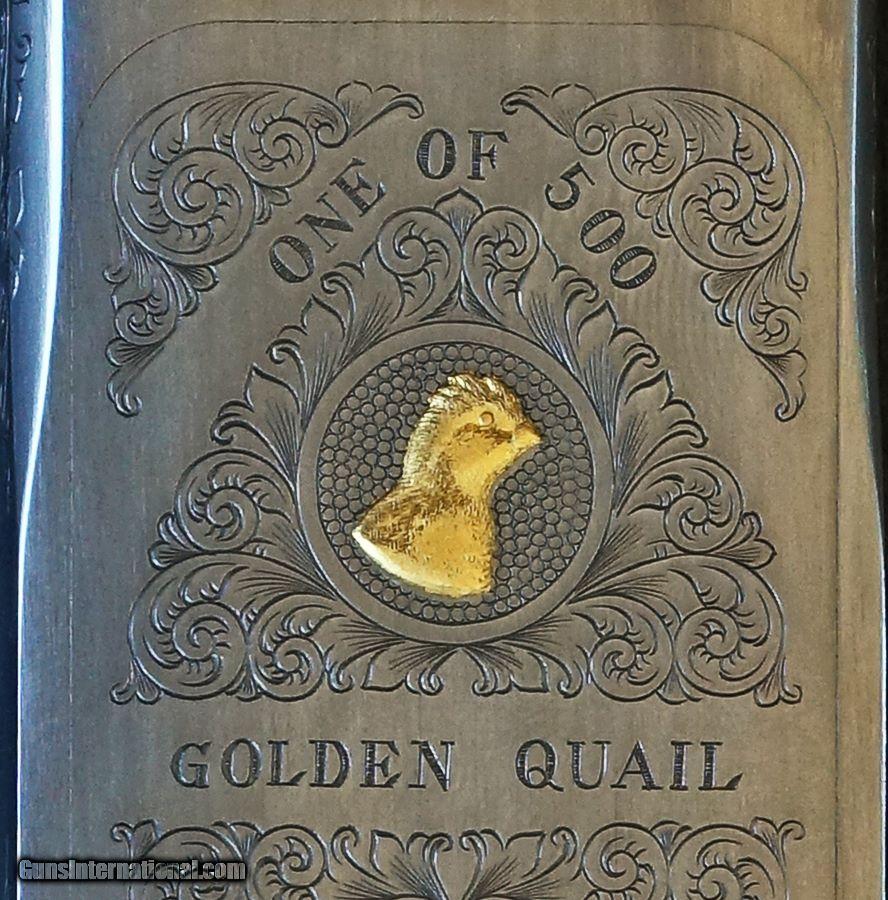 ONE OF 500
GOLDEN QUAIL
GunsInternational.com